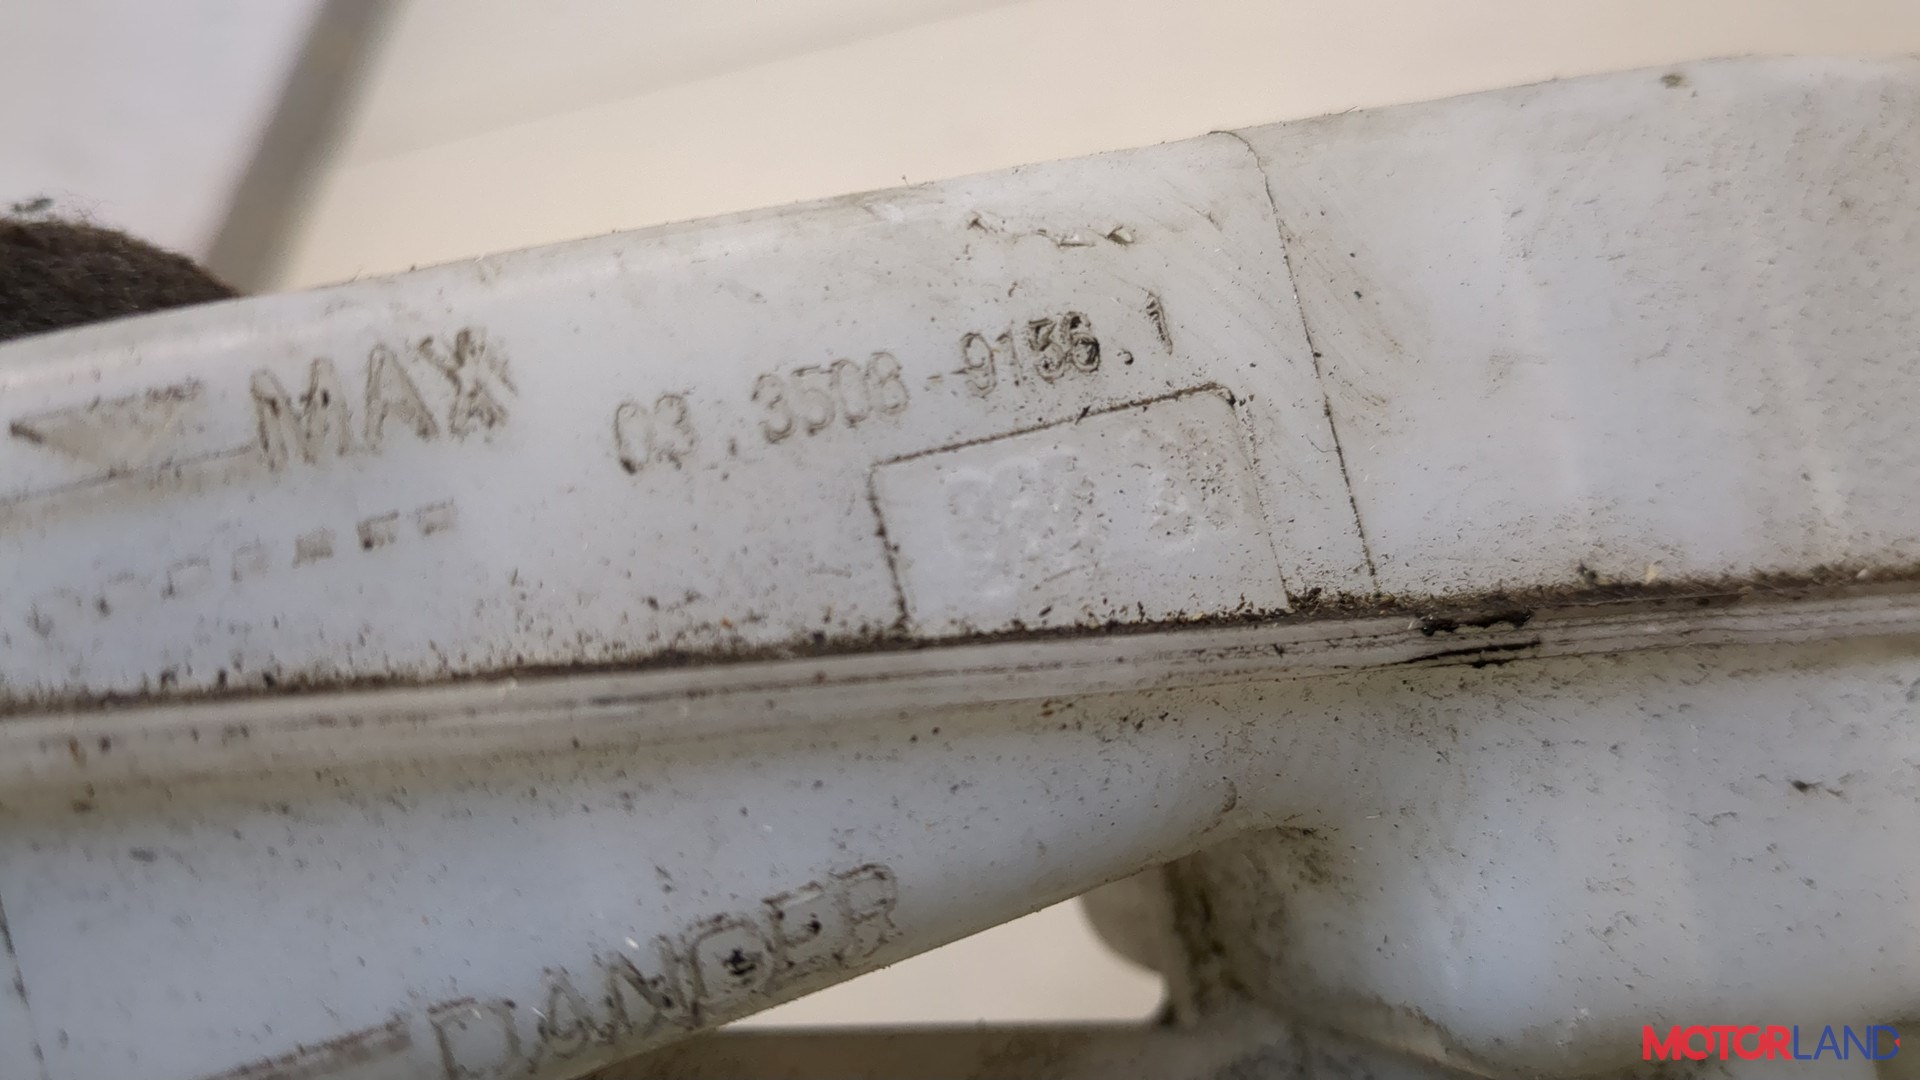 MAX
03.3508-9156.1
DANGER
MOTORLAND